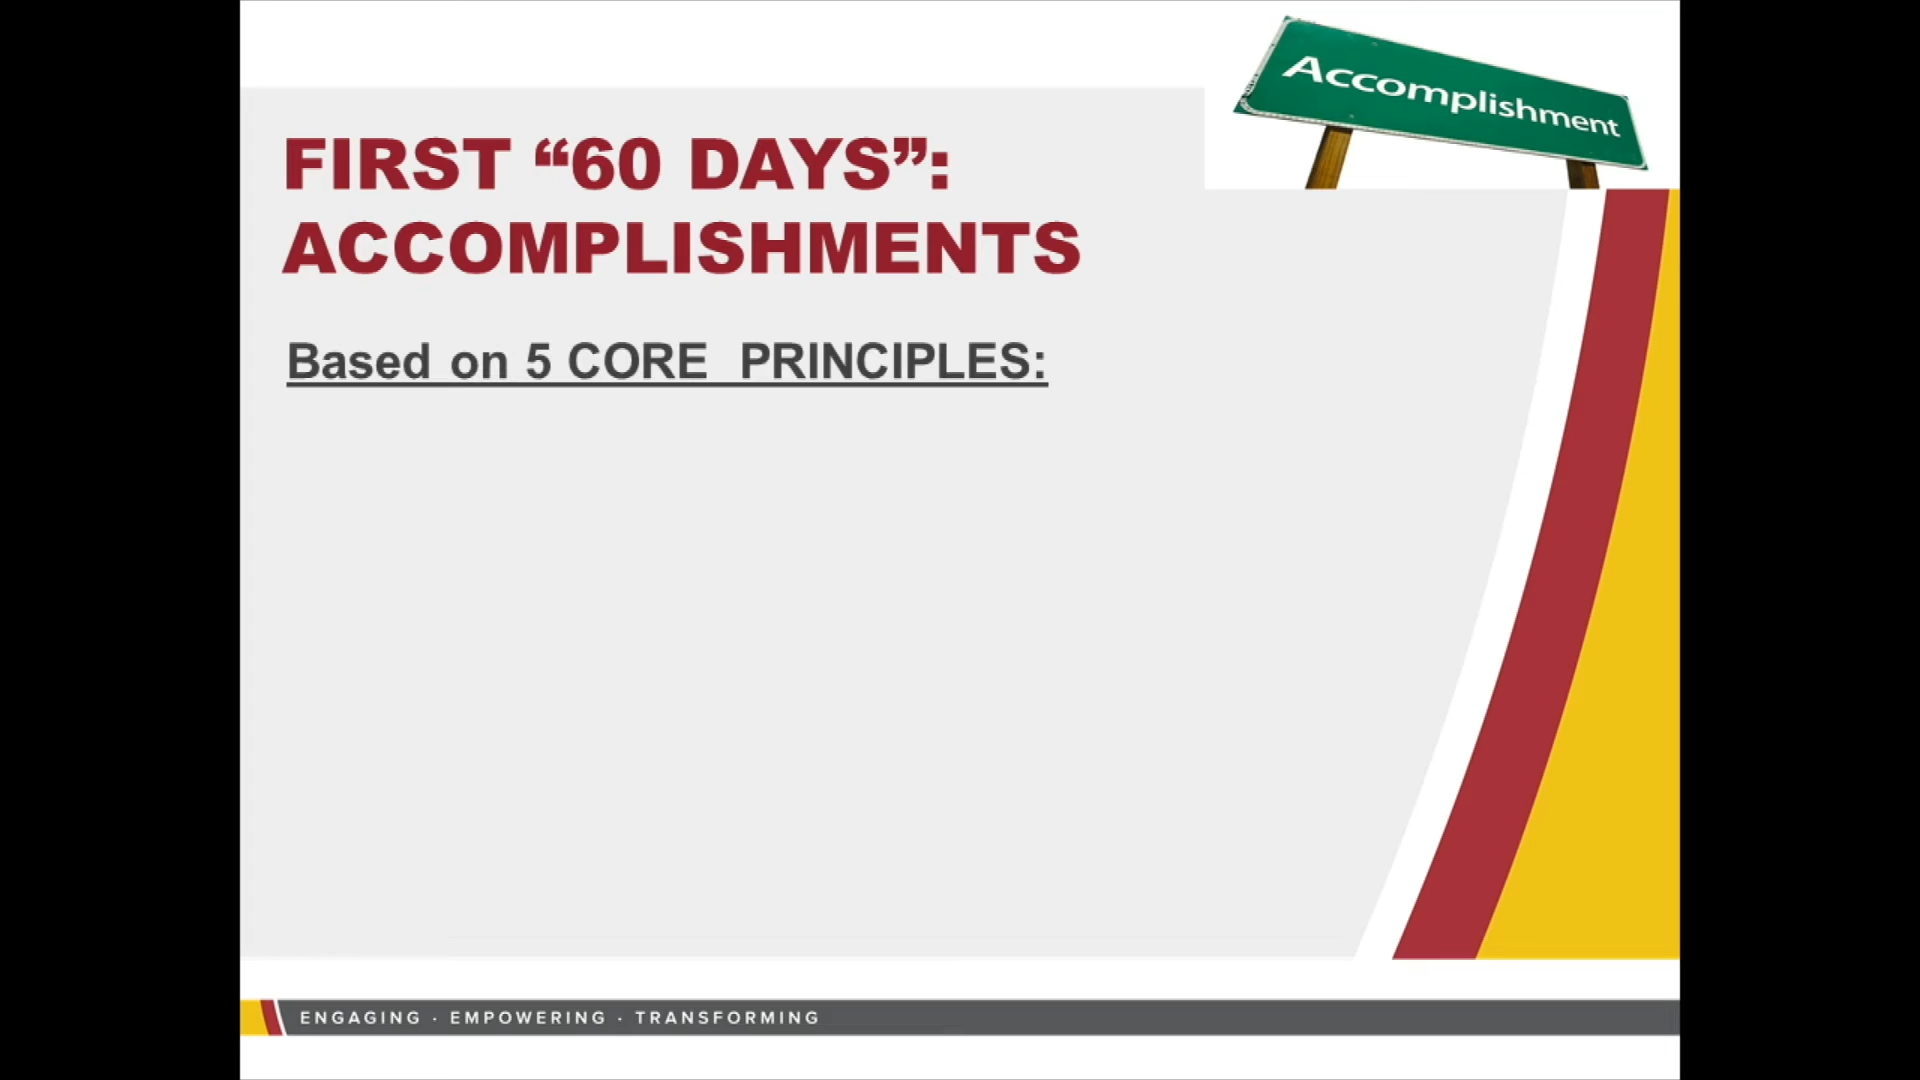 Accomplishment
FIRST “60 DAYS”:
ACCOMPLISHMENTS
Based on 5 CORE PRINCIPLES:
ENGAGING · EMPOWERING · TRANSFORMING